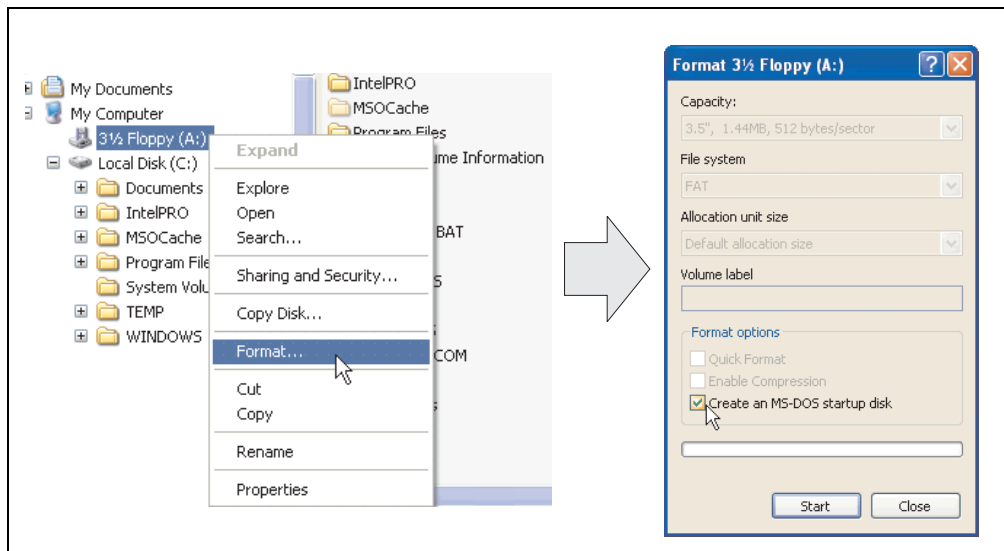 My Documents
My Computer
3½ Floppy (A:)
Local Disk (C:)
Documents
IntelPRO
MSOCache
Program File
System Volu
TEMP
WINDOWS
IntelPRO
MSOCache
Program Files
ume Information
BAT
COM
Expand
Explore
Open
Search...
Sharing and Security...
Copy Disk...
Format...
Cut
Copy
Rename
Properties
Format 3½ Floppy (A:)
Capacity:
3.5", 1.44MB, 512 bytes/sector
File system
FAT
Allocation unit size
Default allocation size
Volume label
Format options
Quick Format
Enable Compression
Create an MS-DOS startup disk
Start
Close